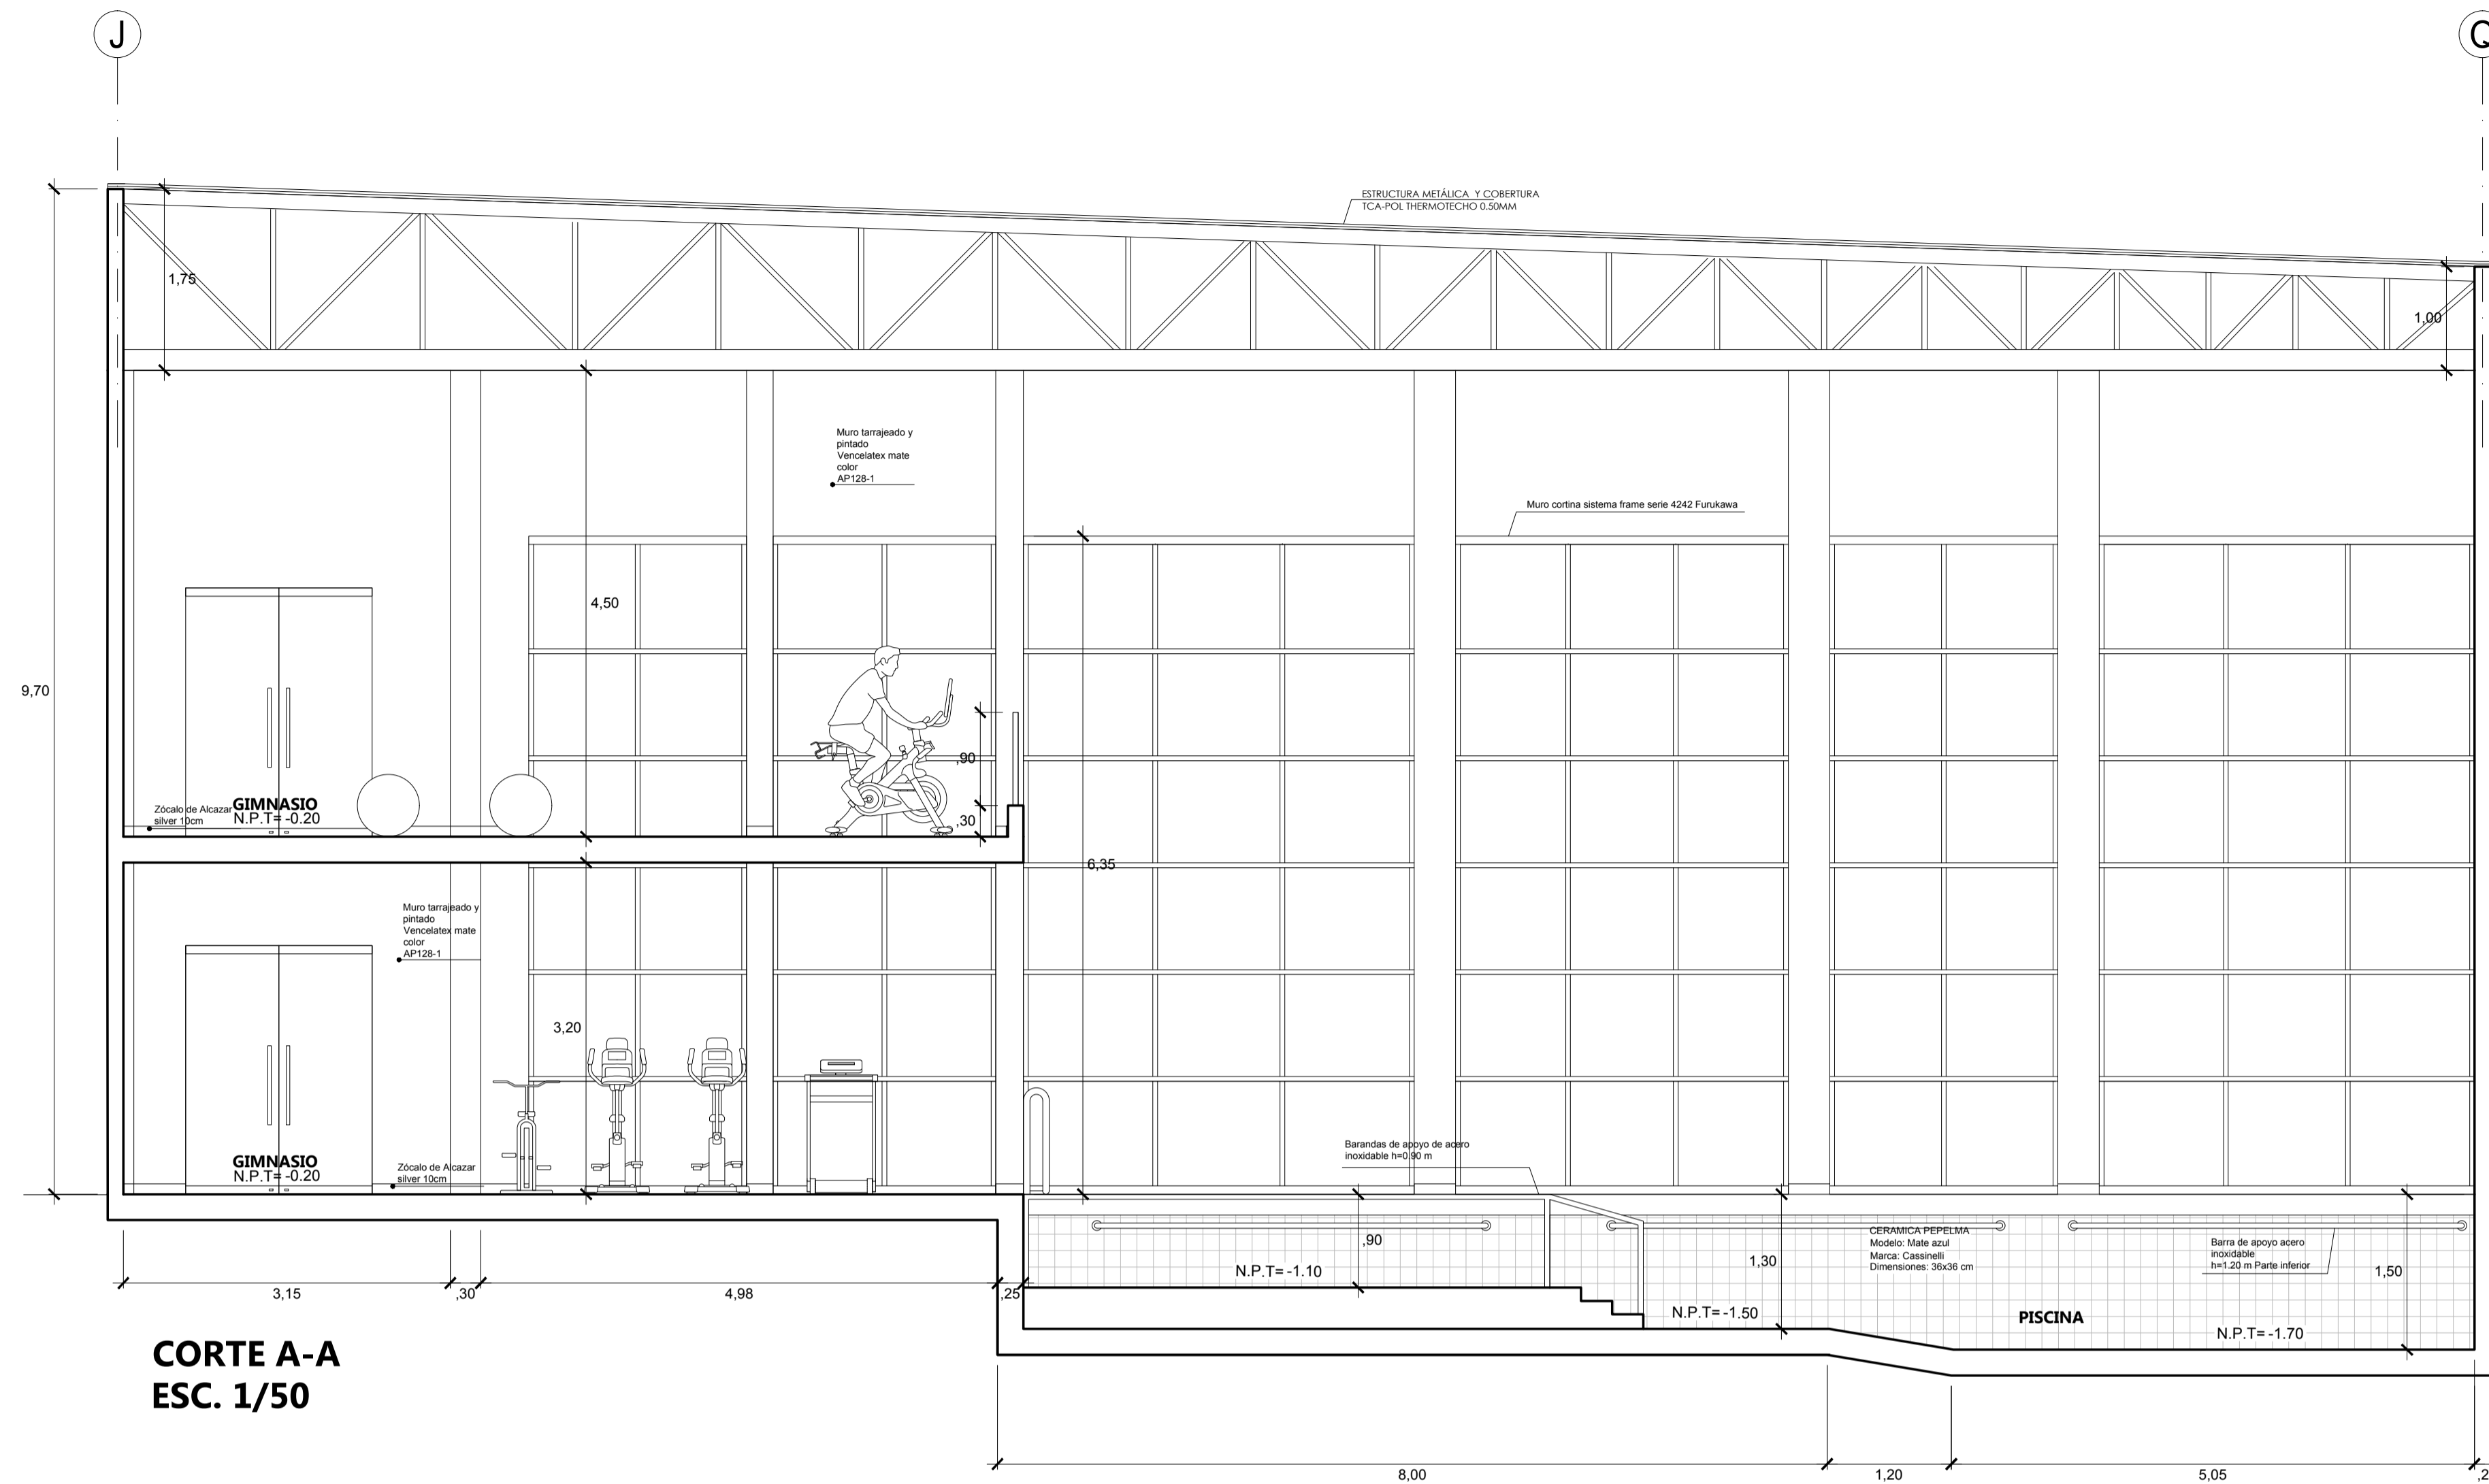 J
Q
ESTRUCTURA METÁLICA Y COBERTURA
TCA-POL THERMOTECHO 0,50MM
1,75
1,00
Muro tarrajeado y
pintado
Vencelatex mate
color
AP128-1
Muro cortina sistema frame serie 4242 Furukawa
4,50
9,70
,90
Zócalo de Alcazar
silver 10cm
GIMNASIO
N.P.T= -0.20
,30
6,35
Muro tarrajeado y
pintado
Vencelatex mate
color
AP128-1
3,20
Barandas de apoyo de acero
inoxidable h=0.90 m
GIMNASIO
N.P.T= -0.20
Zócalo de Alcazar
silver 10cm
,90
N.P.T= -1.10
1,30
CERAMICA PEPELMA
Modelo: Mate azul
Marca: Cassinelli
Dimensiones: 36x36 cm
Barra de apoyo acero
inoxidable
h=1.20 m Parte inferior
1,50
3,15
,30
4,98
,25
N.P.T= -1.50
PISCINA
N.P.T= -1.70
CORTE A-A
ESC. 1/50
8,00
1,20
5,05
,2